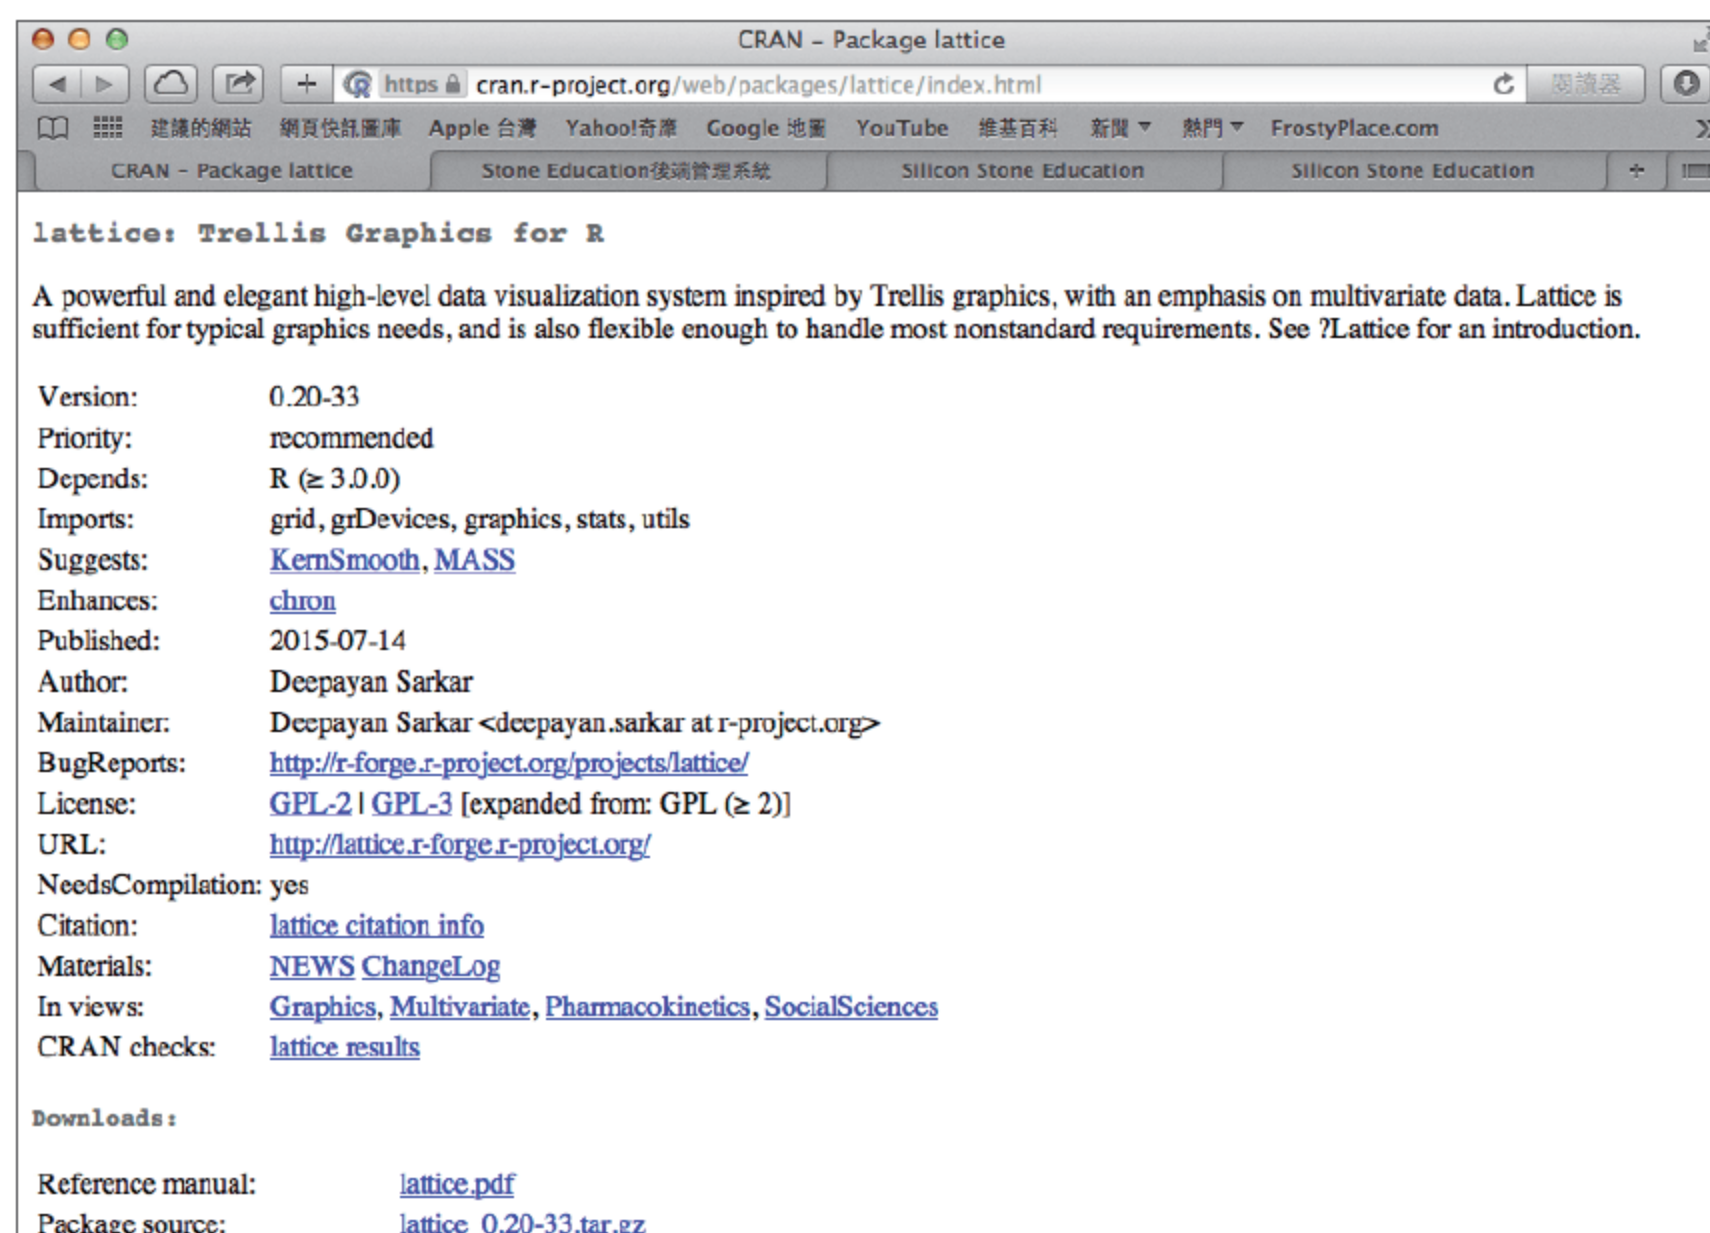 CRAN – Package lattice
https cran.r-project.org/web/packages/lattice/index.html 閱讀器
建議的網站 網頁快訊圖庫 Apple 台灣 Yahoo!奇摩 Google 地圖 YouTube 維基百科 新聞 熱門 FrostyPlace.com
CRAN – Package lattice Stone Education後端管理系統 Silicon Stone Education Silicon Stone Education
lattice: Trellis Graphics for R
A powerful and elegant high-level data visualization system inspired by Trellis graphics, with an emphasis on multivariate data. Lattice is
sufficient for typical graphics needs, and is also flexible enough to handle most nonstandard requirements. See ?Lattice for an introduction.
Version: 0.20-33
Priority: recommended
Depends: R (≥ 3.0.0)
Imports: grid, grDevices, graphics, stats, utils
Suggests: KernSmooth, MASS
Enhances: chron
Published: 2015-07-14
Author: Deepayan Sarkar
Maintainer: Deepayan Sarkar <deepayan.sarkar at r-project.org>
BugReports: http://r-forge.r-project.org/projects/lattice/
License: GPL-2 | GPL-3 [expanded from: GPL (≥ 2)]
URL: http://lattice.r-forge.r-project.org/
NeedsCompilation: yes
Citation: lattice citation info
Materials: NEWS ChangeLog
In views: Graphics, Multivariate, Pharmacokinetics, SocialSciences
CRAN checks: lattice results
Downloads:
Reference manual: lattice.pdf
Package source: lattice_0.20-33.tar.gz